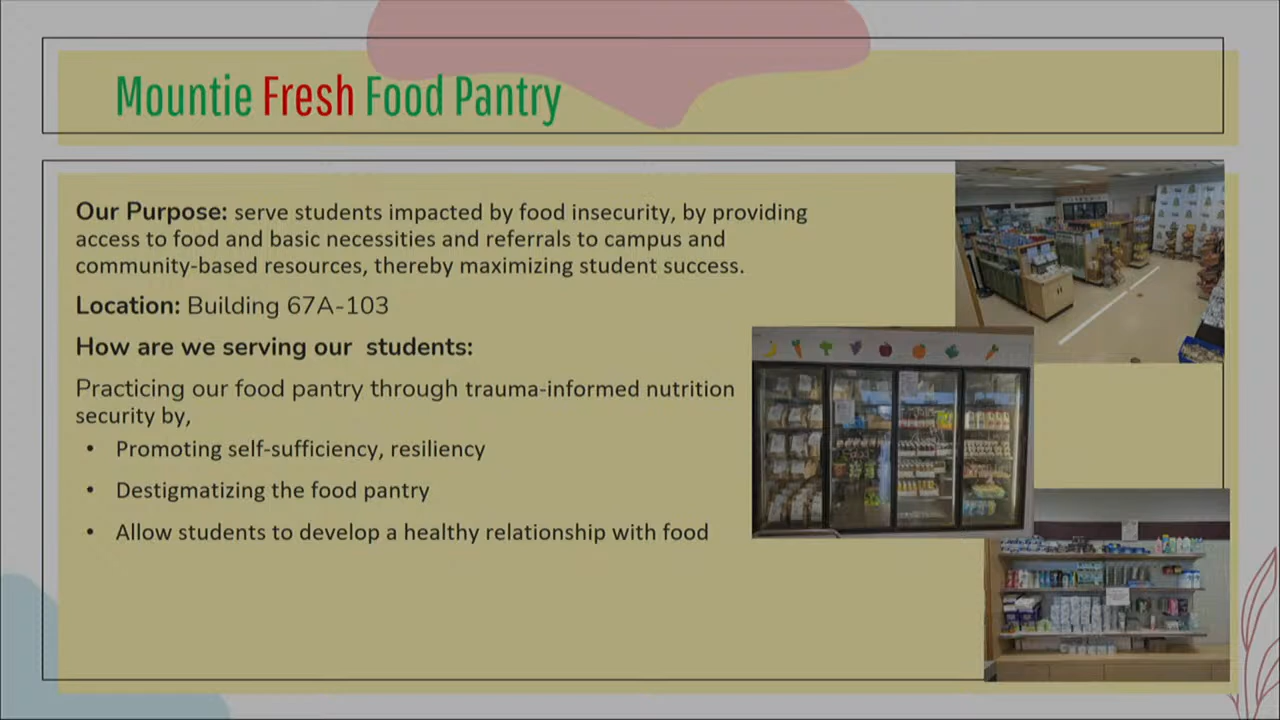 Mountie Fresh Food Pantry
Our Purpose: serve students impacted by food insecurity, by providing
access to food and basic necessities and referrals to campus and
community-based resources, thereby maximizing student success.
Location: Building 67A-103
How are we serving our students:
Practicing our food pantry through trauma-informed nutrition
security by,
• Promoting self-sufficiency, resiliency
• Destigmatizing the food pantry
• Allow students to develop a healthy relationship with food